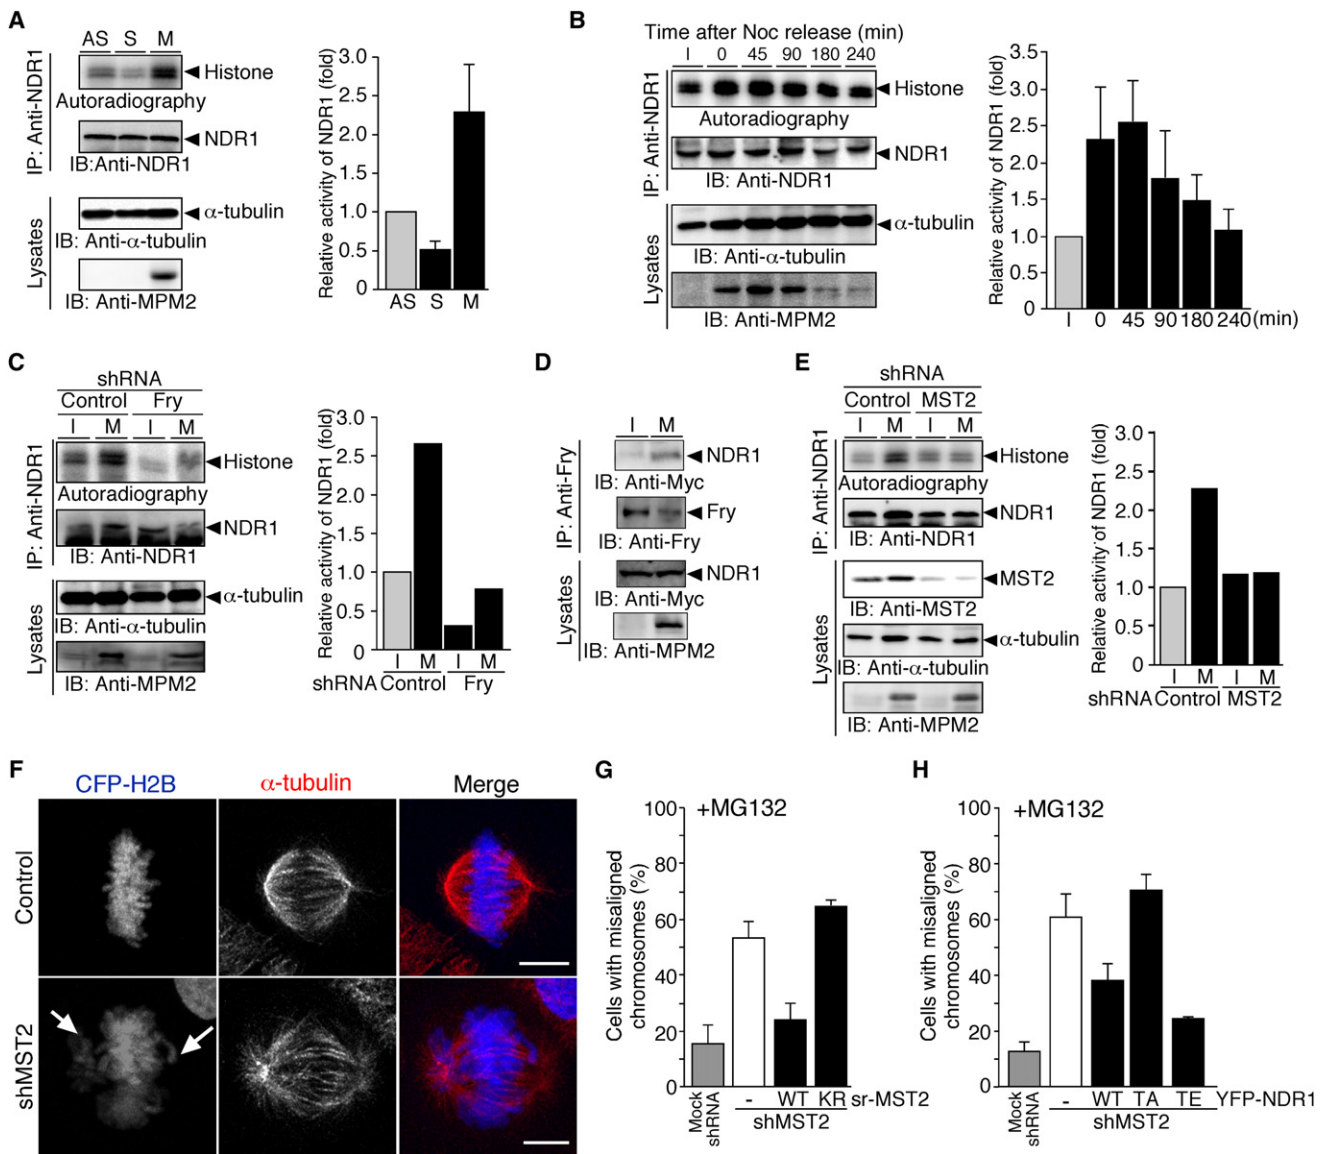 A
AS S M
IP: Anti-NDR1
Histone
Autoradiography
NDR1
IB:Anti-NDR1
Lysates
α-tubulin
IB: Anti-α-tubulin
IB: Anti-MPM2
Relative activity of NDR1 (fold)
3.0
2.5
2.0
1.5
1.0
0.5
0
AS S M
B
Time after Noc release (min)
I 0 45 90 180 240
IP: Anti-NDR1
Histone
Autoradiography
NDR1
IB: Anti-NDR1
Lysates
α-tubulin
IB: Anti-α-tubulin
IB: Anti-MPM2
Relative activity of NDR1 (fold)
3.5
3.0
2.5
2.0
1.5
1.0
0.5
0
I 0 45 90 180 240 (min)
C
shRNA
Control Fry
I M I M
IP: Anti-NDR1
Histone
Autoradiography
NDR1
IB: Anti-NDR1
Lysates
α-tubulin
IB: Anti-α-tubulin
IB: Anti-MPM2
Relative activity of NDR1 (fold)
3.0
2.5
2.0
1.5
1.0
0.5
0
I M I M
shRNA Control Fry
D
I M
IP: Anti-Fry
NDR1
IB: Anti-Myc
Fry
IB: Anti-Fry
Lysates
NDR1
IB: Anti-Myc
IB: Anti-MPM2
E
shRNA
Control MST2
I M I M
IP: Anti-NDR1
Histone
Autoradiography
NDR1
IB: Anti-NDR1
Lysates
MST2
IB: Anti-MST2
α-tubulin
IB: Anti-α-tubulin
IB: Anti-MPM2
Relative activity of NDR1 (fold)
3.0
2.5
2.0
1.5
1.0
0.5
0
I M I M
shRNA Control MST2
F
CFP-H2B α-tubulin Merge
Control
shMST2
G
+MG132
Cells with misaligned
chromosomes (%)
100
80
60
40
20
0
Mock
shRNA
- WT KR sr-MST2
shMST2
H
+MG132
Cells with misaligned
chromosomes (%)
100
80
60
40
20
0
Mock
shRNA
- WT TA TE YFP-NDR1
shMST2